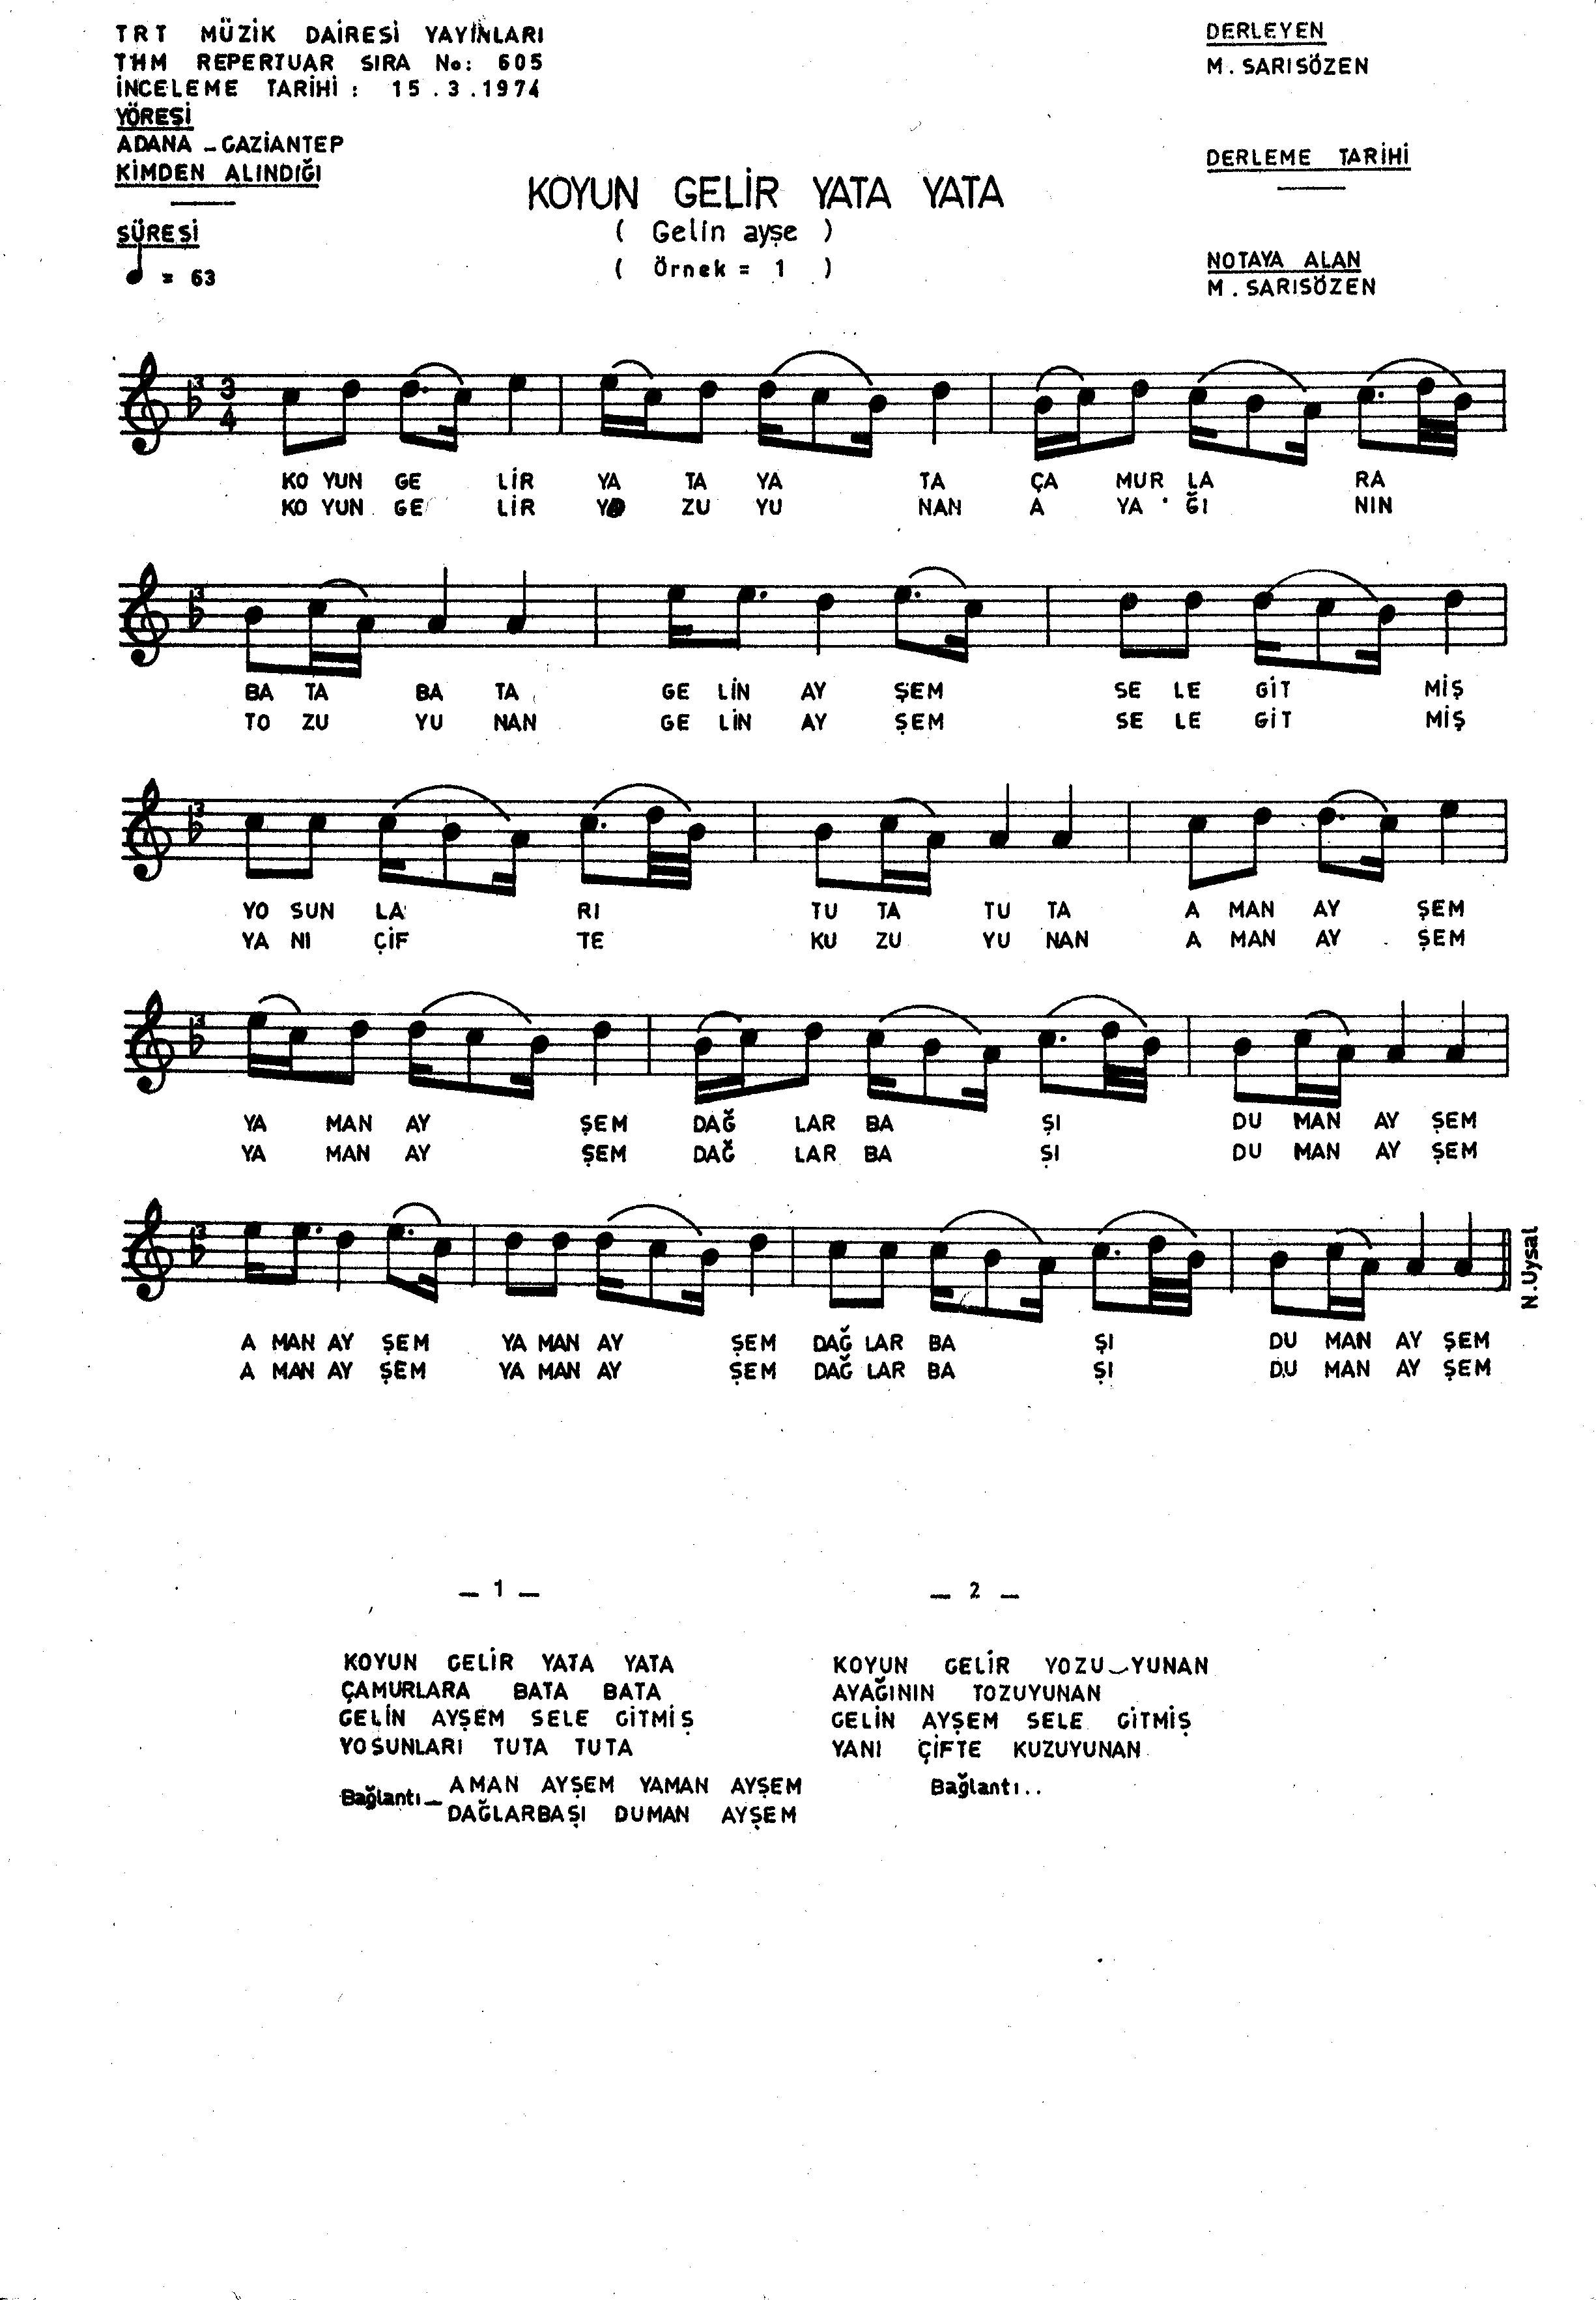 TRT MÜZİK DAİRESİ YAYINLARI
THM REPERTUAR SIRA No: 605
İNCELEME TARİHİ : 15.3.1974
YÖRESİ
ADANA - GAZİANTEP
KİMDEN ALINDIĞI
SÜRESİ
= 63
KOYUN GELİR YATA YATA
( Gelin ayşe )
( Örnek = 1 )
DERLEYEN
M. SARISÖZEN
DERLEME TARİHİ
NOTAYA ALAN
M. SARISÖZEN
3
3
4
KO YUN GE LİR YA TA YA TA ÇA MUR LA RA
KO YUN GE LİR YO ZU YU NAN A YA ĞI NIN
3
BA TA BA TA GE LİN AY ŞEM SE LE GİT MİŞ
TO ZU YU NAN GE LİN AY ŞEM SE LE GİT MİŞ
3
YO SUN LA RI TU TA TU TA A MAN AY ŞEM
YA NI ÇİF TE KU ZU YU NAN A MAN AY ŞEM
3
YA MAN AY ŞEM DAĞ LAR BA ŞI DU MAN AY ŞEM
YA MAN AY ŞEM DAĞ LAR BA ŞI DU MAN AY ŞEM
3
N.Uysal
A MAN AY ŞEM YA MAN AY ŞEM DAĞ LAR BA ŞI DU MAN AY ŞEM
A MAN AY ŞEM YA MAN AY ŞEM DAĞ LAR BA ŞI DU MAN AY ŞEM
— 1 —
KOYUN GELİR YATA YATA
ÇAMURLARA BATA BATA
GELİN AYŞEM SELE GİTMİŞ
YOSUNLARI TUTA TUTA
Bağlantı — AMAN AYŞEM YAMAN AYŞEM
DAĞLARBAŞI DUMAN AYŞEM
— 2 —
KOYUN GELİR YOZU‿YUNAN
AYAĞININ TOZUYUNAN
GELİN AYŞEM SELE GİTMİŞ
YANI ÇİFTE KUZUYUNAN
Bağlantı..